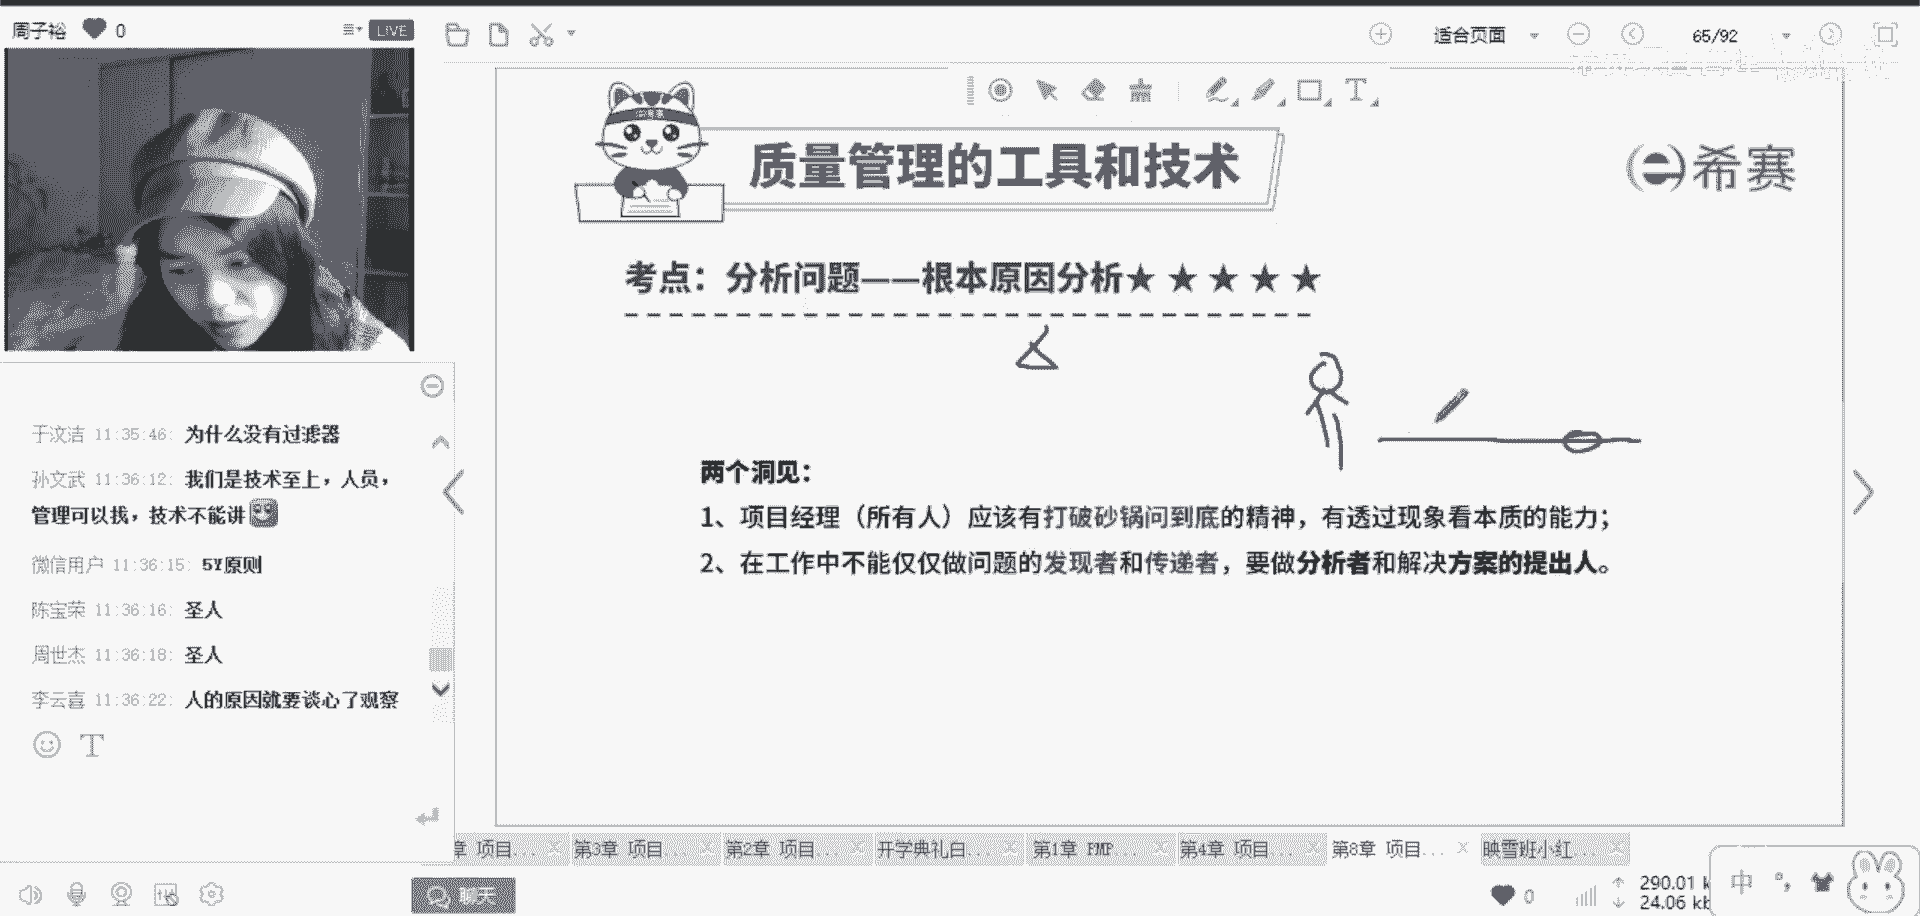 周子裕 0 LIVE
适合页面 65/92
质量管理的工具和技术
希赛
考点：分析问题——根本原因分析★★★★★
两个洞见：
1、项目经理（所有人）应该有打破砂锅问到底的精神，有透过现象看本质的能力；
2、在工作中不能仅仅做问题的发现者和传递者，要做分析者和解决方案的提出人。
于汶洁 11:35:46: 为什么没有过滤器
孙文武 11:36:12: 我们是技术至上，人员，
管理可以找，技术不能讲
微信用户 11:36:15: 5Y原则
陈宝荣 11:36:16: 圣人
周世杰 11:36:18: 圣人
李云喜 11:36:22: 人的原因就要谈心了观察
章 项目... 第3章 项目... 第2章 项目... 开学典礼白... 第1章 PMP... 第4章 项目... 第8章 项目... 映雪班小红...
聊天 0 290.01 k 中
24.06 kb